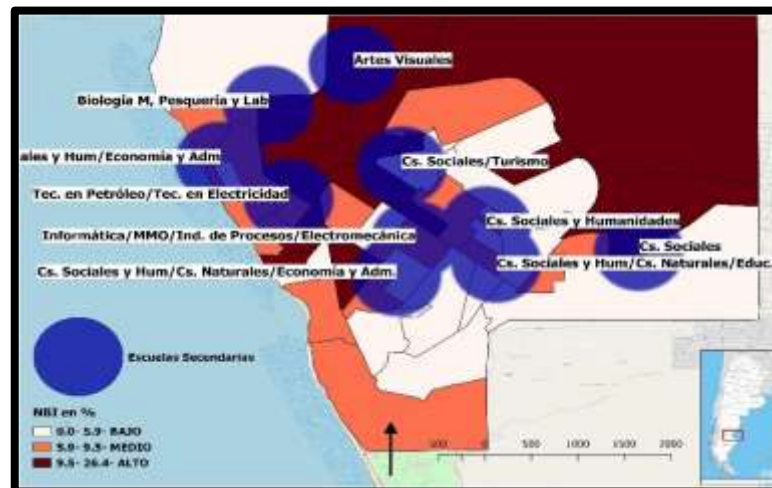 Artes Visuales
Biología M, Pesquería y Lab
ales y Hum/Economía y Adm
Cs. Sociales/Turismo
Tec. en Petróleo/Tec. en Electricidad
Cs. Sociales y Humanidades
Informática/MMO/Ind. de Procesos/Electromecánica
Cs. Sociales
Cs. Sociales y Hum/Cs. Naturales/Educ.
Cs. Sociales y Hum/Cs. Naturales/Economía y Adm.
Escuelas Secundarias
NBI en %
0.0- 5.9- BAJO
5.9- 9.5- MEDIO
9.5- 26.4- ALTO
500 0 500 1000 1500 2000